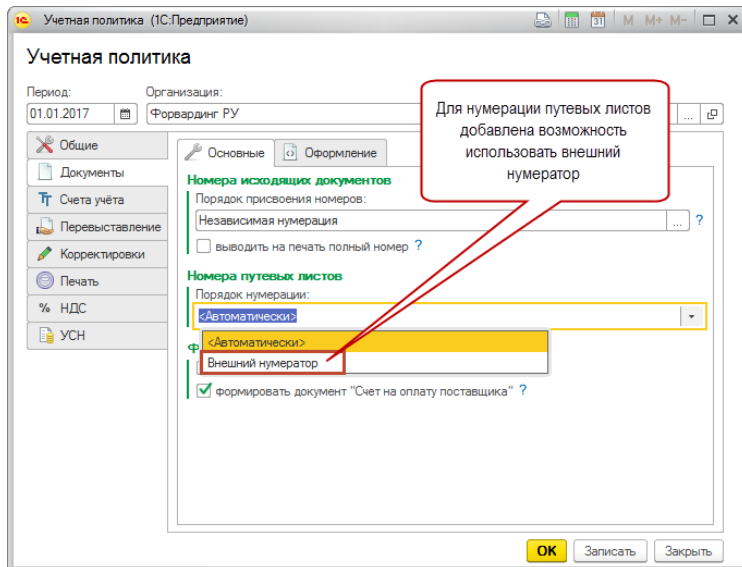 1С Учетная политика (1С:Предприятие)
31 M M+ M-
Учетная политика
Период: Организация:
01.01.2017 Форвардинг РУ ...
Для нумерации путевых листов
добавлена возможность
использовать внешний
нумератор
Общие
Документы
Счета учёта
Перевыставление
Корректировки
Печать
% НДС
УСН
Основные Оформление
Номера исходящих документов
Порядок присвоения номеров:
Независимая нумерация ... ?
выводить на печать полный номер ?
Номера путевых листов
Порядок нумерации:
<Автоматически>
<Автоматически>
Внешний нумератор
Ф
формировать документ "Счет на оплату поставщика" ?
OK Записать Закрыть